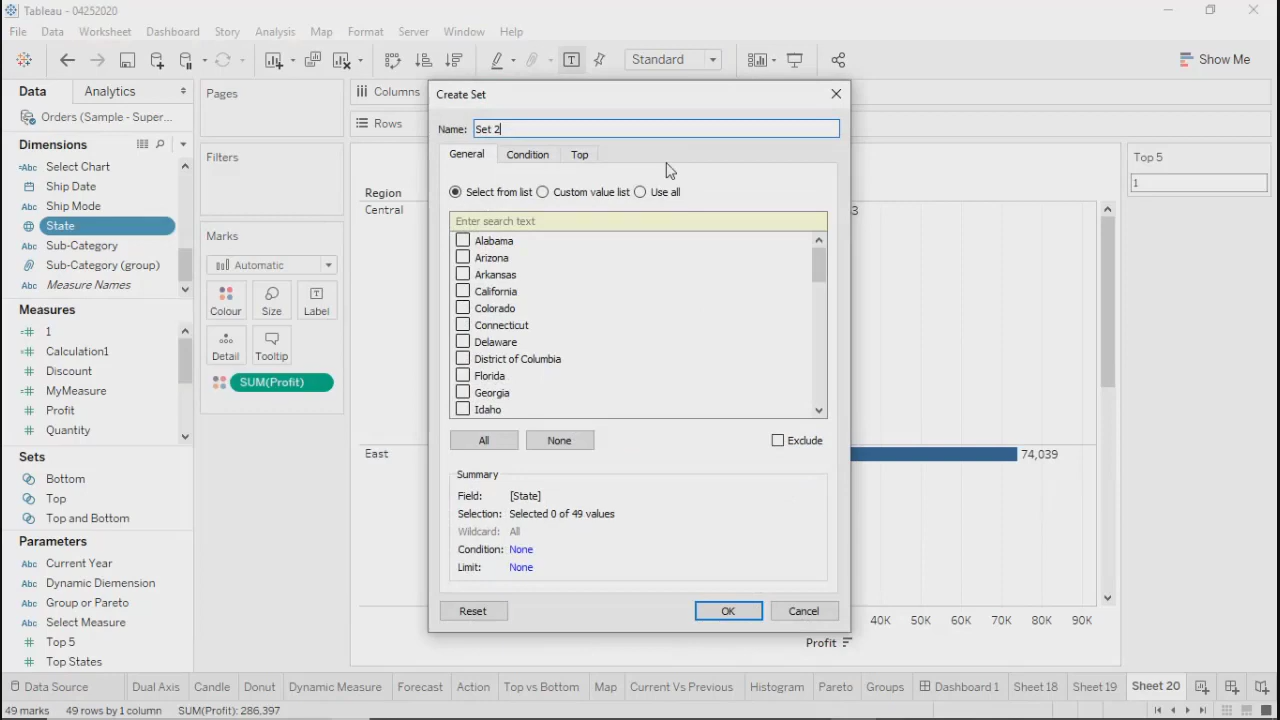 Tableau - 04252020
File Data Worksheet Dashboard Story Analysis Map Format Server Window Help
Standard
Show Me
Data
Analytics
Orders (Sample - Super...
Dimensions
Select Chart
Ship Date
Ship Mode
State
Sub-Category
Sub-Category (group)
Measure Names
Measures
1
Calculation1
Discount
MyMeasure
Profit
Quantity
Sets
Bottom
Top
Top and Bottom
Parameters
Current Year
Dynamic Diemension
Group or Pareto
Select Measure
Top 5
Top States
Pages
Filters
Marks
Automatic
Colour
Size
Label
Detail
Tooltip
SUM(Profit)
Columns
Rows
Region
Central
3
East
74,039
40K 50K 60K 70K 80K 90K
Profit
Top 5
1
Create Set
Name: Set 2
General
Condition
Top
Select from list
Custom value list
Use all
Enter search text
Alabama
Arizona
Arkansas
California
Colorado
Connecticut
Delaware
District of Columbia
Florida
Georgia
Idaho
All
None
Exclude
Summary
Field: [State]
Selection: Selected 0 of 49 values
Wildcard: All
Condition: None
Limit: None
Reset
OK
Cancel
Data Source Dual Axis Candle Donut Dynamic Measure Forecast Action Top vs Bottom Map Current Vs Previous Histogram Pareto Groups Dashboard 1 Sheet 18 Sheet 19 Sheet 20
49 marks 49 rows by 1 column SUM(Profit): 286,397